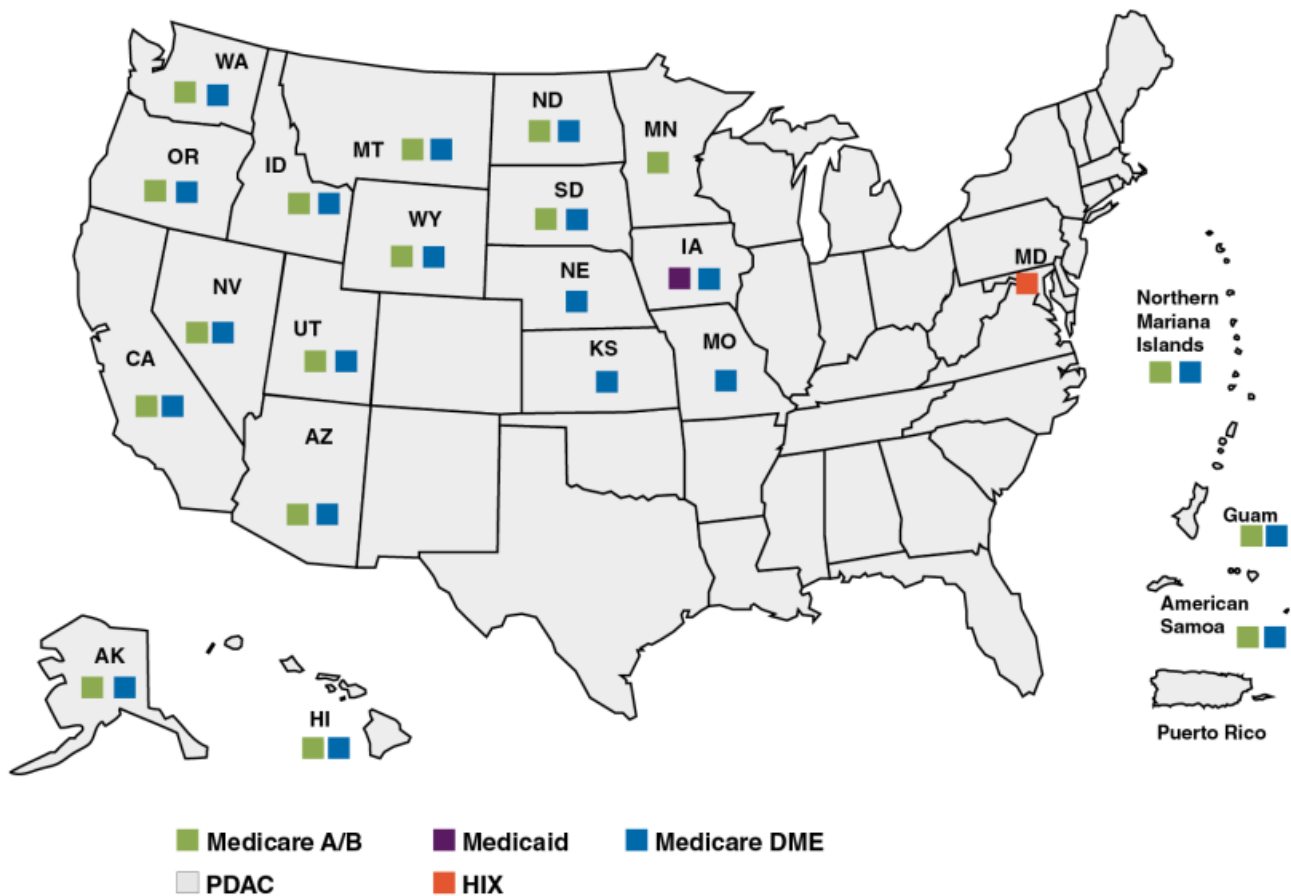 WA
ND
MN
MT
OR
ID
SD
WY
IA
MD
NE
NV
Northern
Mariana
Islands
UT
KS
MO
CA
AZ
Guam
American
Samoa
AK
HI
Puerto Rico
Medicare A/B
Medicaid
Medicare DME
PDAC
HIX